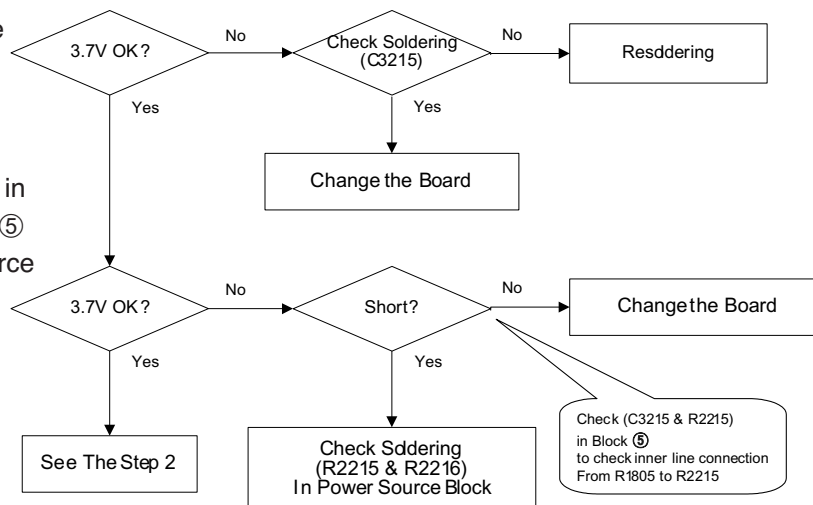 e
3.7V OK?
No
Check Soldering
(C3215)
No
Resddering
Yes
Yes
Change the Board
in
⑤
rce
3.7V OK?
No
Short?
No
Change the Board
Yes
Yes
See The Step 2
Check Soldering
(R2215 & R2216)
In Power Source Block
Check (C3215 & R2215)
in Block ⑤
to check inner line connection
From R1805 to R2215